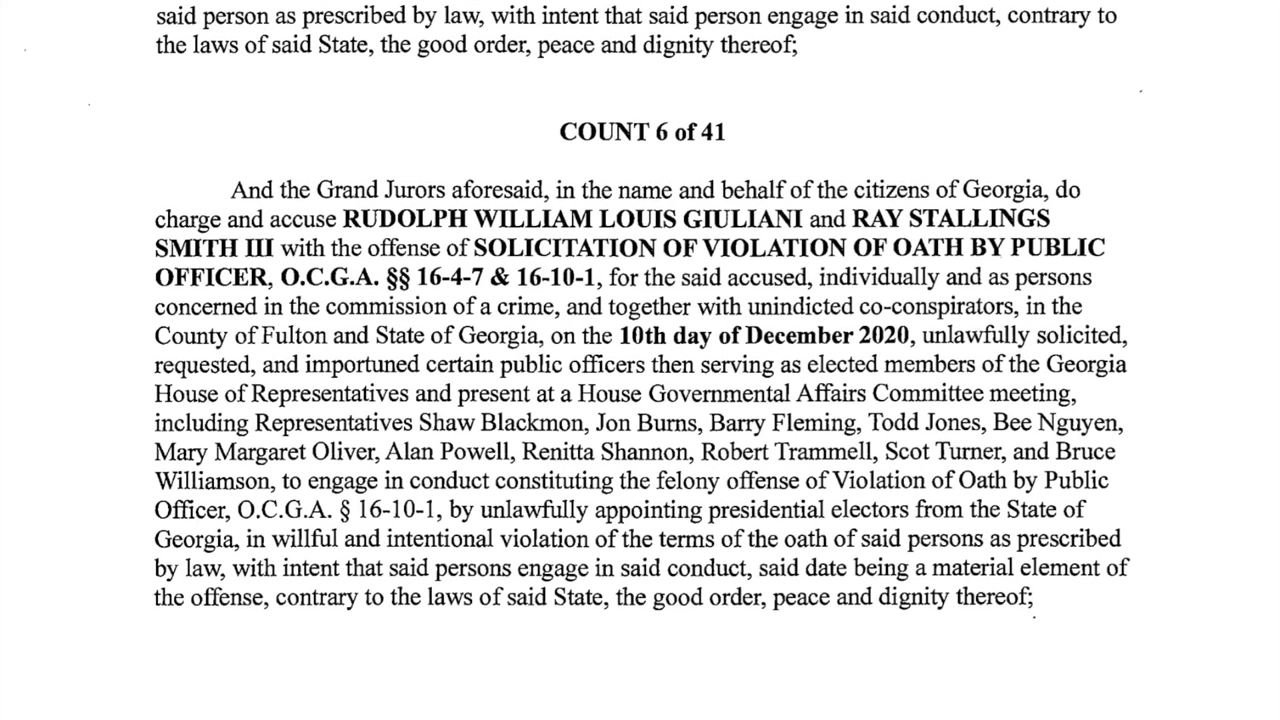 said person as prescribed by law, with intent that said person engage in said conduct, contrary to
the laws of said State, the good order, peace and dignity thereof;
COUNT 6 of 41
And the Grand Jurors aforesaid, in the name and behalf of the citizens of Georgia, do
charge and accuse RUDOLPH WILLIAM LOUIS GIULIANI and RAY STALLINGS
SMITH III with the offense of SOLICITATION OF VIOLATION OF OATH BY PUBLIC
OFFICER, O.C.G.A. §§ 16-4-7 & 16-10-1, for the said accused, individually and as persons
concerned in the commission of a crime, and together with unindicted co-conspirators, in the
County of Fulton and State of Georgia, on the 10th day of December 2020, unlawfully solicited,
requested, and importuned certain public officers then serving as elected members of the Georgia
House of Representatives and present at a House Governmental Affairs Committee meeting,
including Representatives Shaw Blackmon, Jon Burns, Barry Fleming, Todd Jones, Bee Nguyen,
Mary Margaret Oliver, Alan Powell, Renitta Shannon, Robert Trammell, Scot Turner, and Bruce
Williamson, to engage in conduct constituting the felony offense of Violation of Oath by Public
Officer, O.C.G.A. § 16-10-1, by unlawfully appointing presidential electors from the State of
Georgia, in willful and intentional violation of the terms of the oath of said persons as prescribed
by law, with intent that said persons engage in said conduct, said date being a material element of
the offense, contrary to the laws of said State, the good order, peace and dignity thereof;